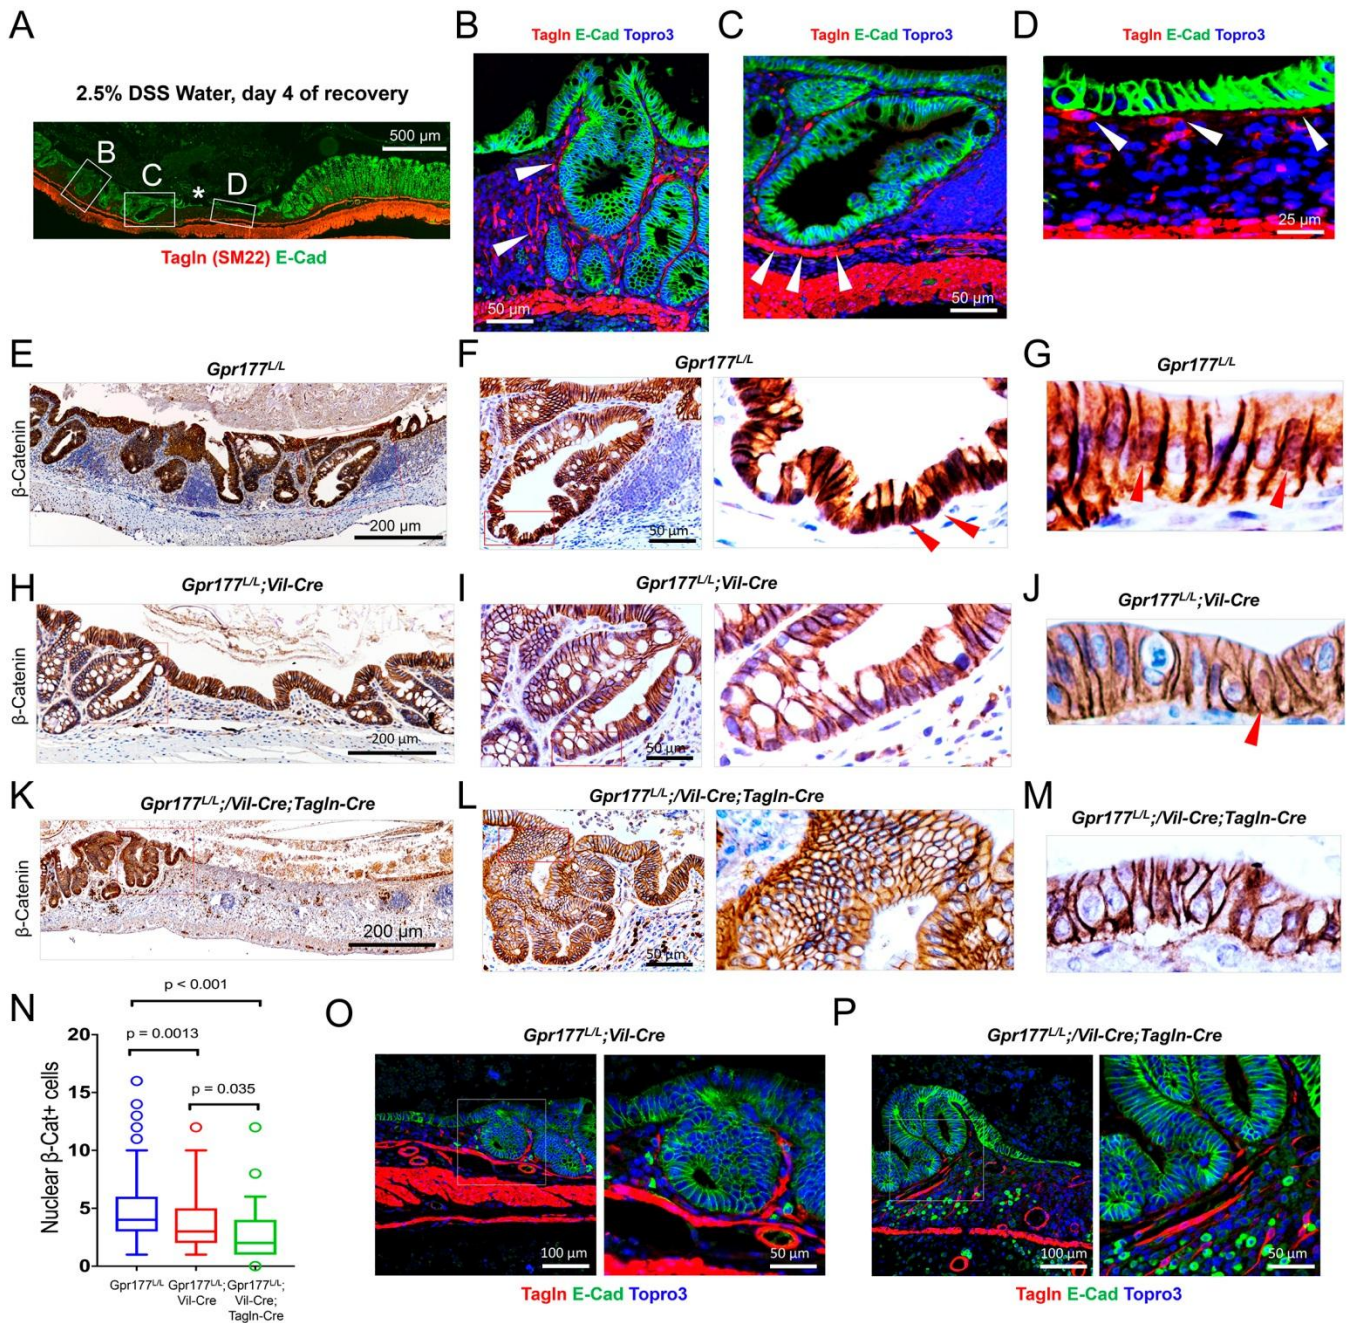 A
2.5% DSS Water, day 4 of recovery
500 µm
B
C
*
D
Tagln (SM22) E-Cad
B
Tagln E-Cad Topro3
50 µm
C
Tagln E-Cad Topro3
50 µm
D
Tagln E-Cad Topro3
25 µm
E
Gpr177L/L
β-Catenin
200 µm
F
Gpr177L/L
50 µm
G
Gpr177L/L
H
Gpr177L/L;Vil-Cre
β-Catenin
200 µm
I
Gpr177L/L;Vil-Cre
50 µm
J
Gpr177L/L;Vil-Cre
K
Gpr177L/L;/Vil-Cre;Tagln-Cre
β-Catenin
200 µm
L
Gpr177L/L;/Vil-Cre;Tagln-Cre
50 µm
M
Gpr177L/L;/Vil-Cre;Tagln-Cre
N
p < 0.001
p = 0.0013
p = 0.035
Nuclear β-Cat+ cells
20
15
10
5
0
Gpr177L/L
Gpr177L/L;
Vil-Cre
Gpr177L/L;
Vil-Cre;
Tagln-Cre
O
Gpr177L/L;Vil-Cre
100 µm
50 µm
Tagln E-Cad Topro3
P
Gpr177L/L;/Vil-Cre;Tagln-Cre
100 µm
50 µm
Tagln E-Cad Topro3